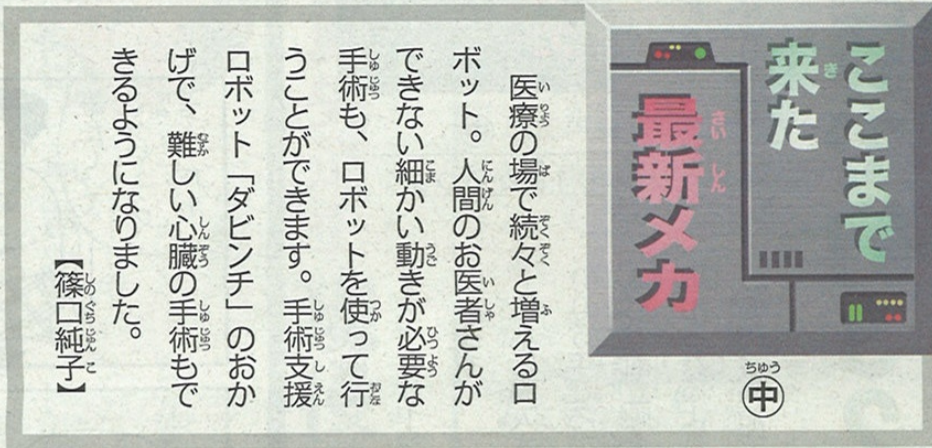 ここまで
来た
最新メカ
中
医療の場で続々と増えるロ
ボット。人間のお医者さんが
できない細かい動きが必要な
手術も、ロボットを使って行
うことができます。手術支援
ロボット「ダビンチ」のおか
げで、難しい心臓の手術もで
きるようになりました。
【篠口純子】